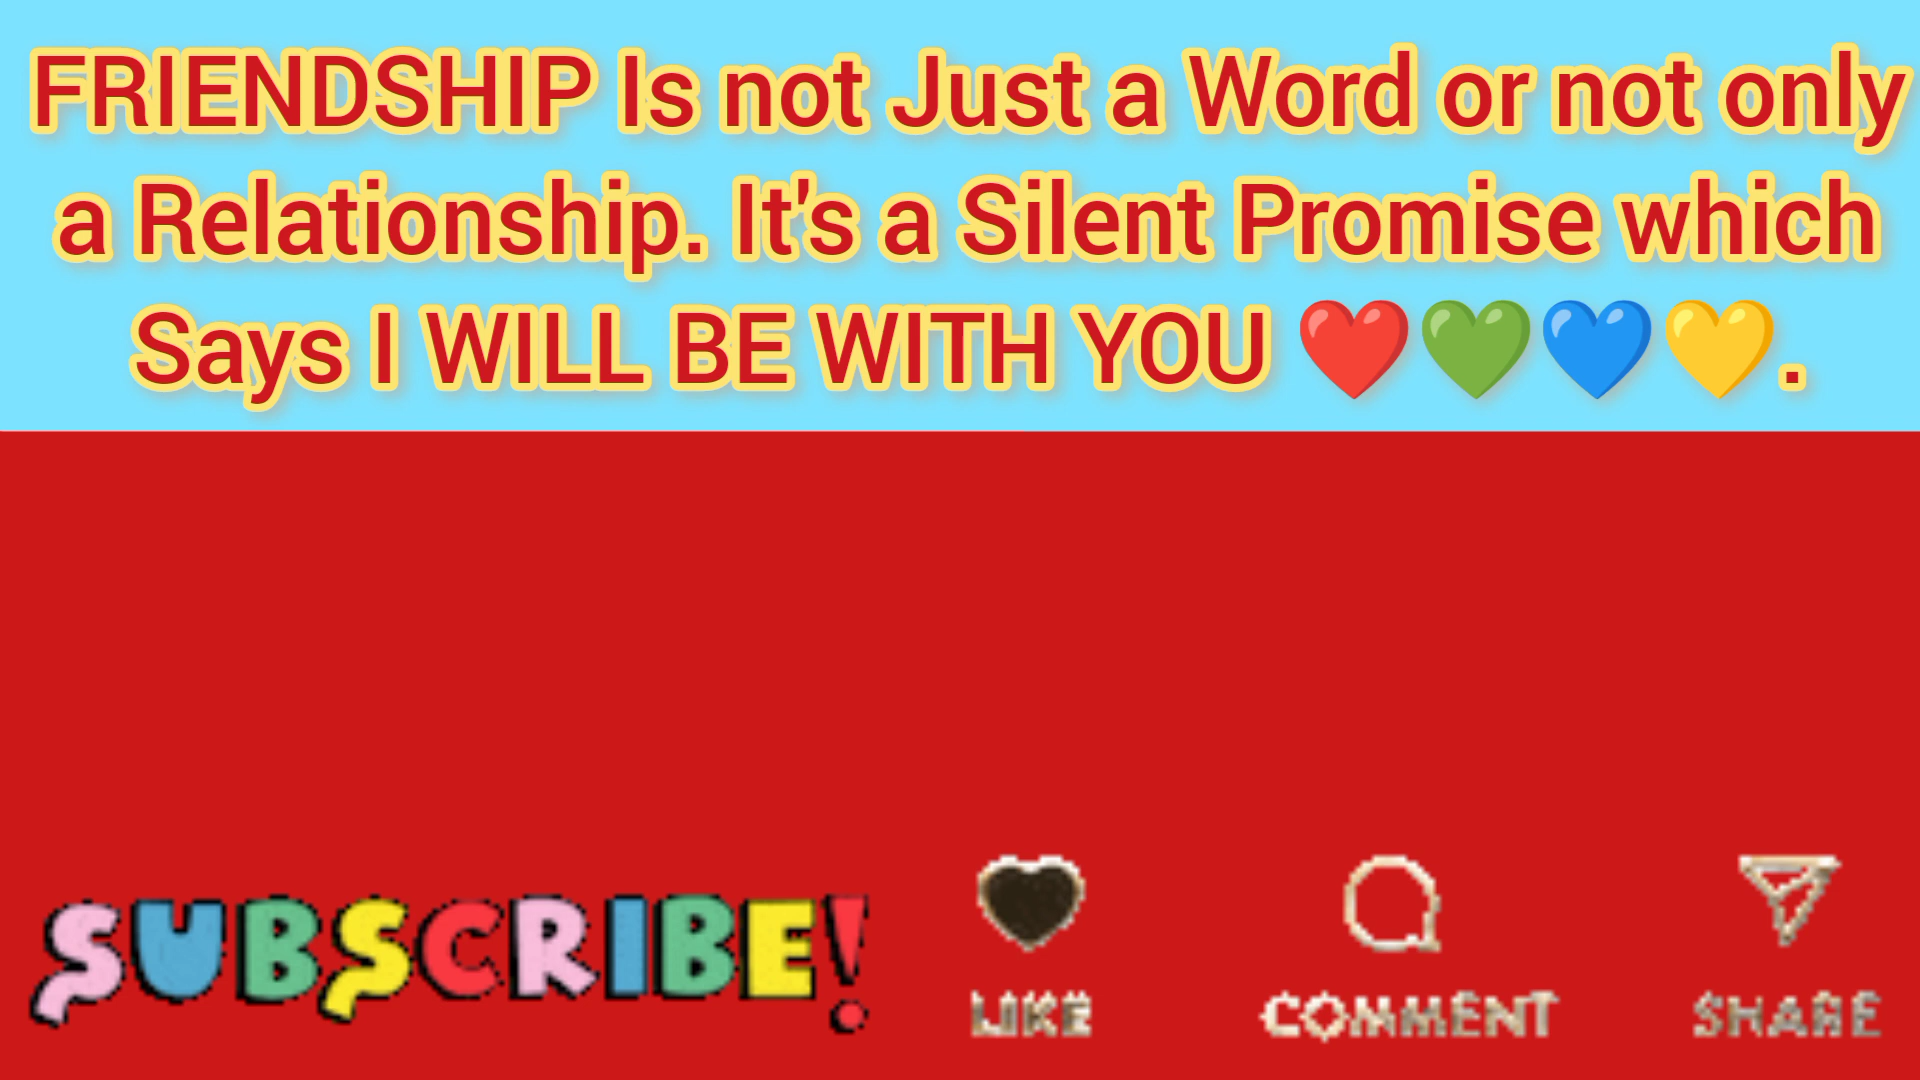 FRIENDSHIP Is not Just a Word or not only
a Relationship. It's a Silent Promise which
Says I WILL BE WITH YOU ❤️💚💙💛.
SUBSCRIBE!
LIKE
COMMENT
SHARE